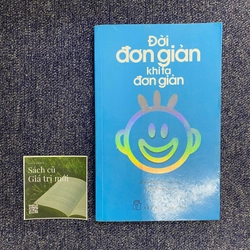 Đời
đơn giản
khi ta
đơn giản
Sách cũ
Giá trị mới